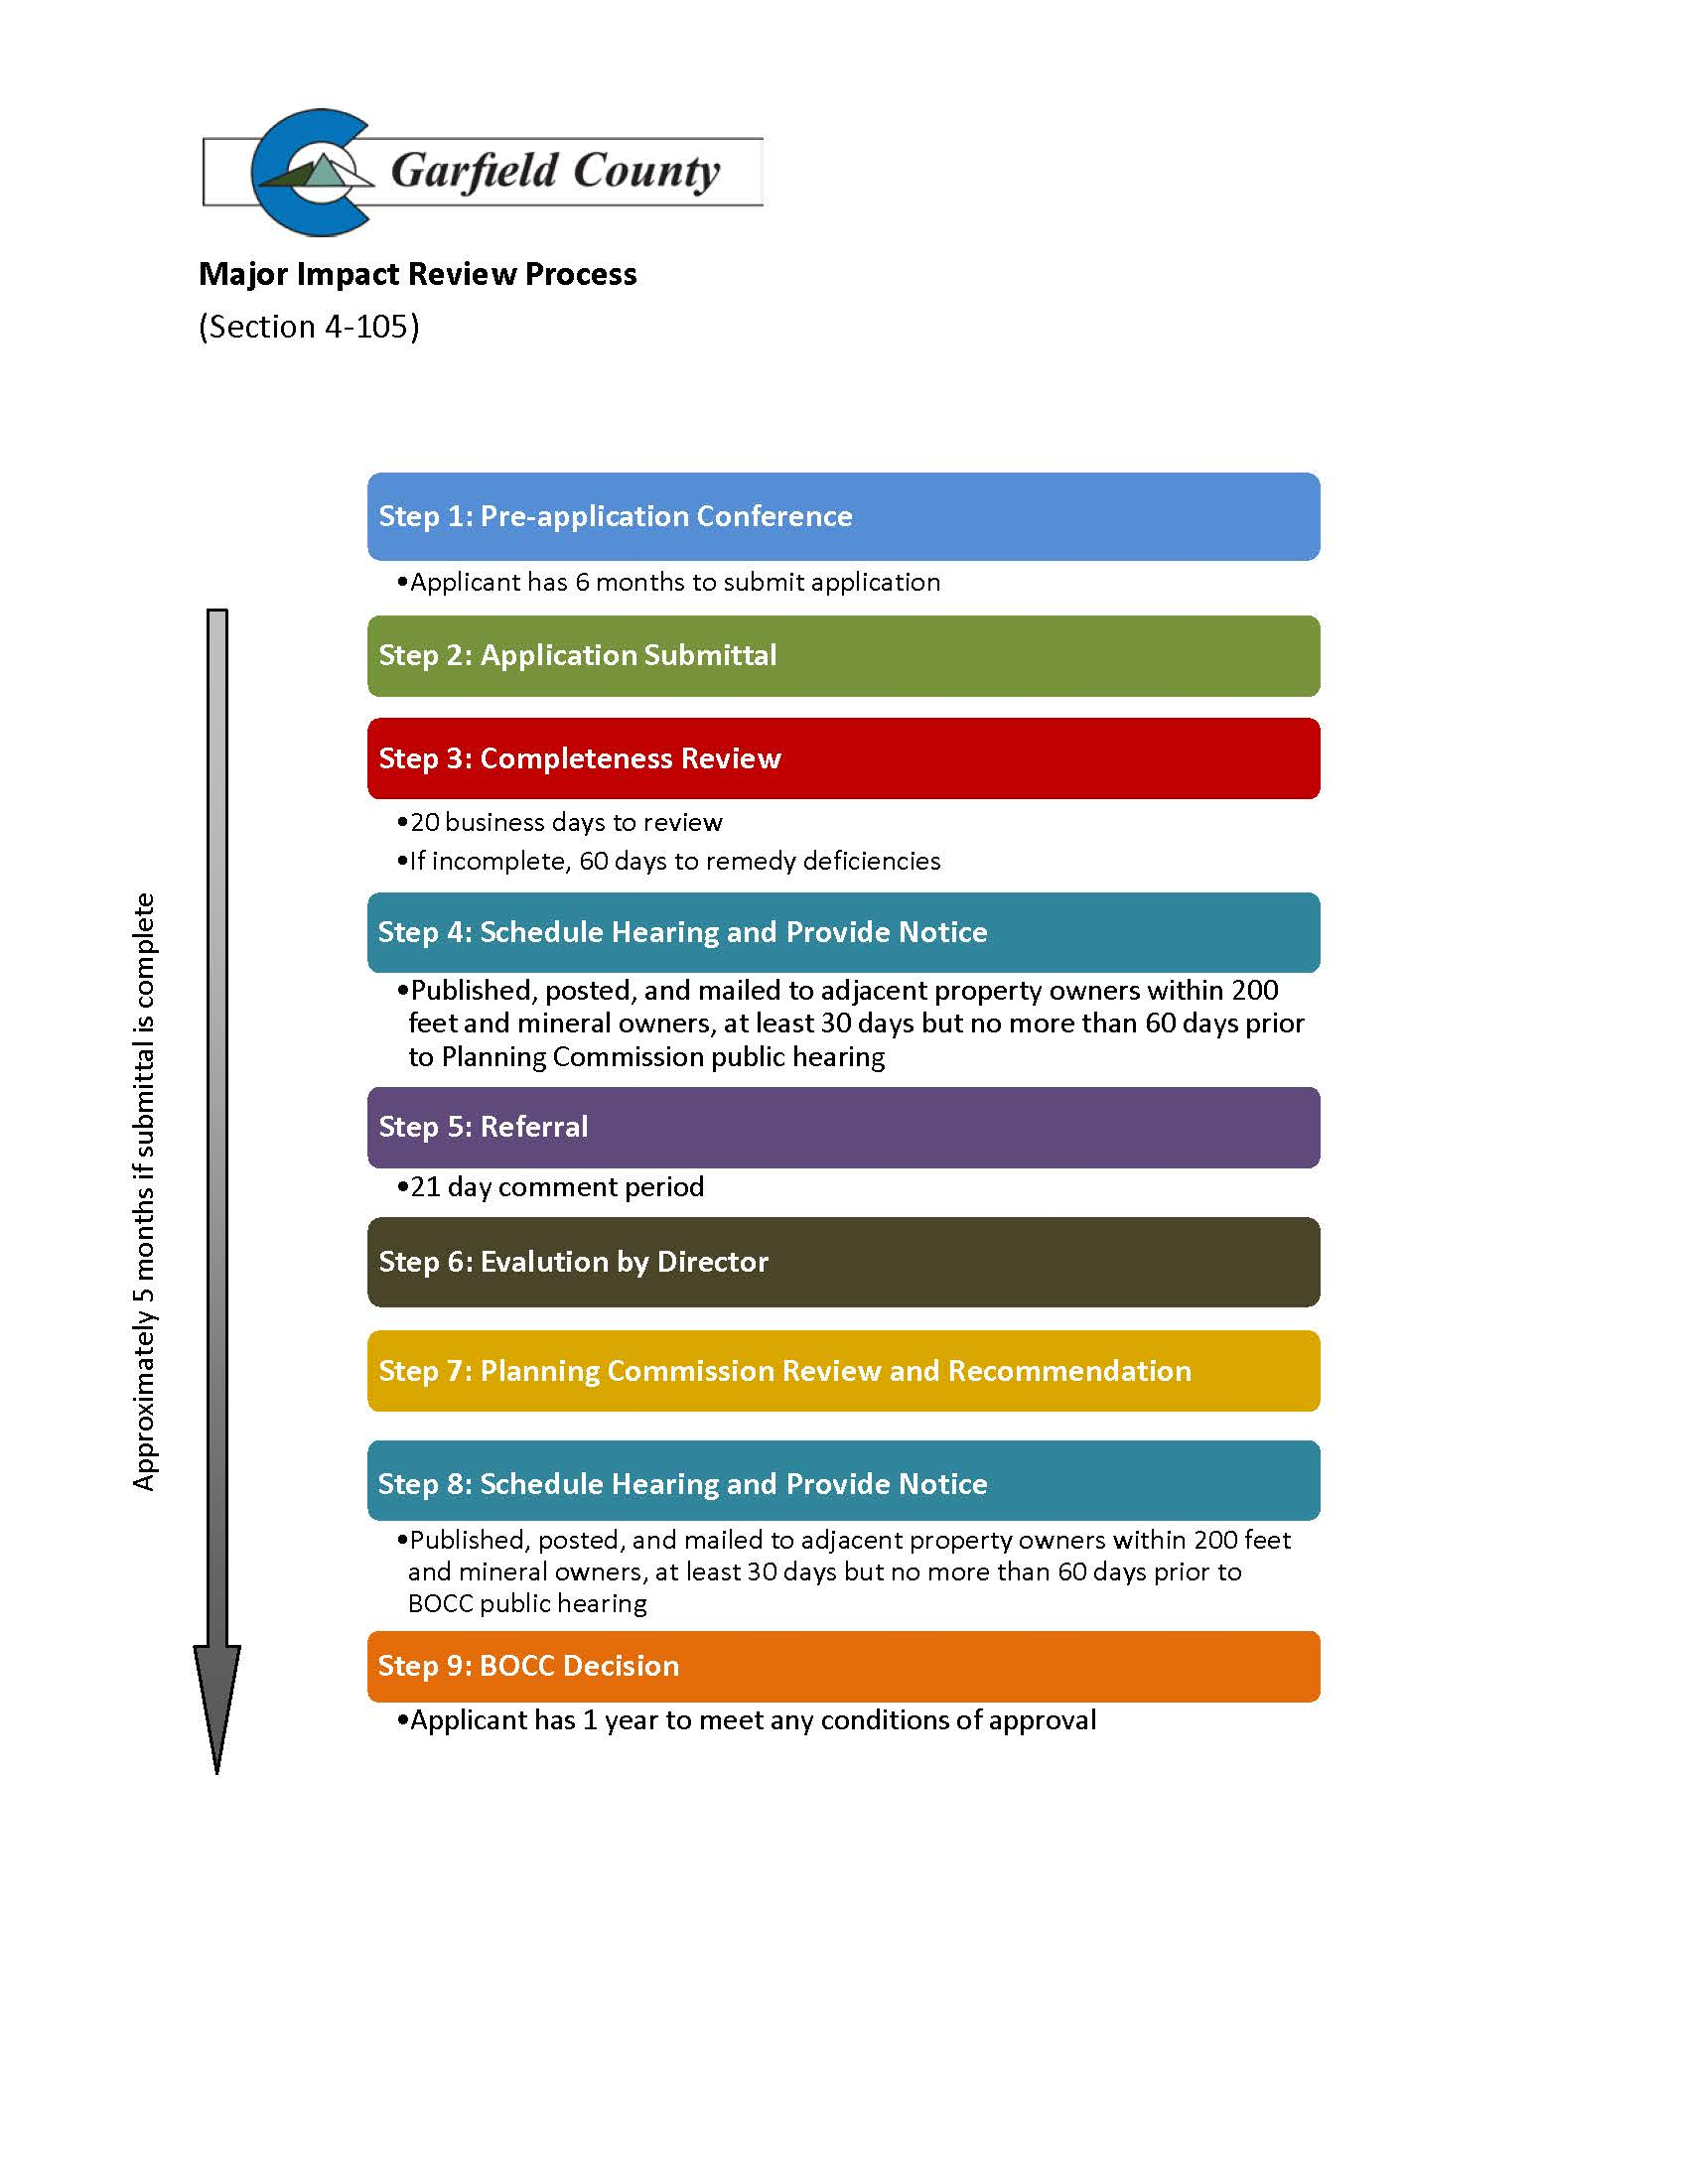 Garfield County
Major Impact Review Process
(Section 4-105)
Step 1: Pre-application Conference
•Applicant has 6 months to submit application
Step 2: Application Submittal
Step 3: Completeness Review
•20 business days to review
•If incomplete, 60 days to remedy deficiencies
Step 4: Schedule Hearing and Provide Notice
•Published, posted, and mailed to adjacent property owners within 200
feet and mineral owners, at least 30 days but no more than 60 days prior
to Planning Commission public hearing
Step 5: Referral
•21 day comment period
Step 6: Evalution by Director
Step 7: Planning Commission Review and Recommendation
Step 8: Schedule Hearing and Provide Notice
•Published, posted, and mailed to adjacent property owners within 200 feet
and mineral owners, at least 30 days but no more than 60 days prior to
BOCC public hearing
Step 9: BOCC Decision
•Applicant has 1 year to meet any conditions of approval
Approximately 5 months if submittal is complete